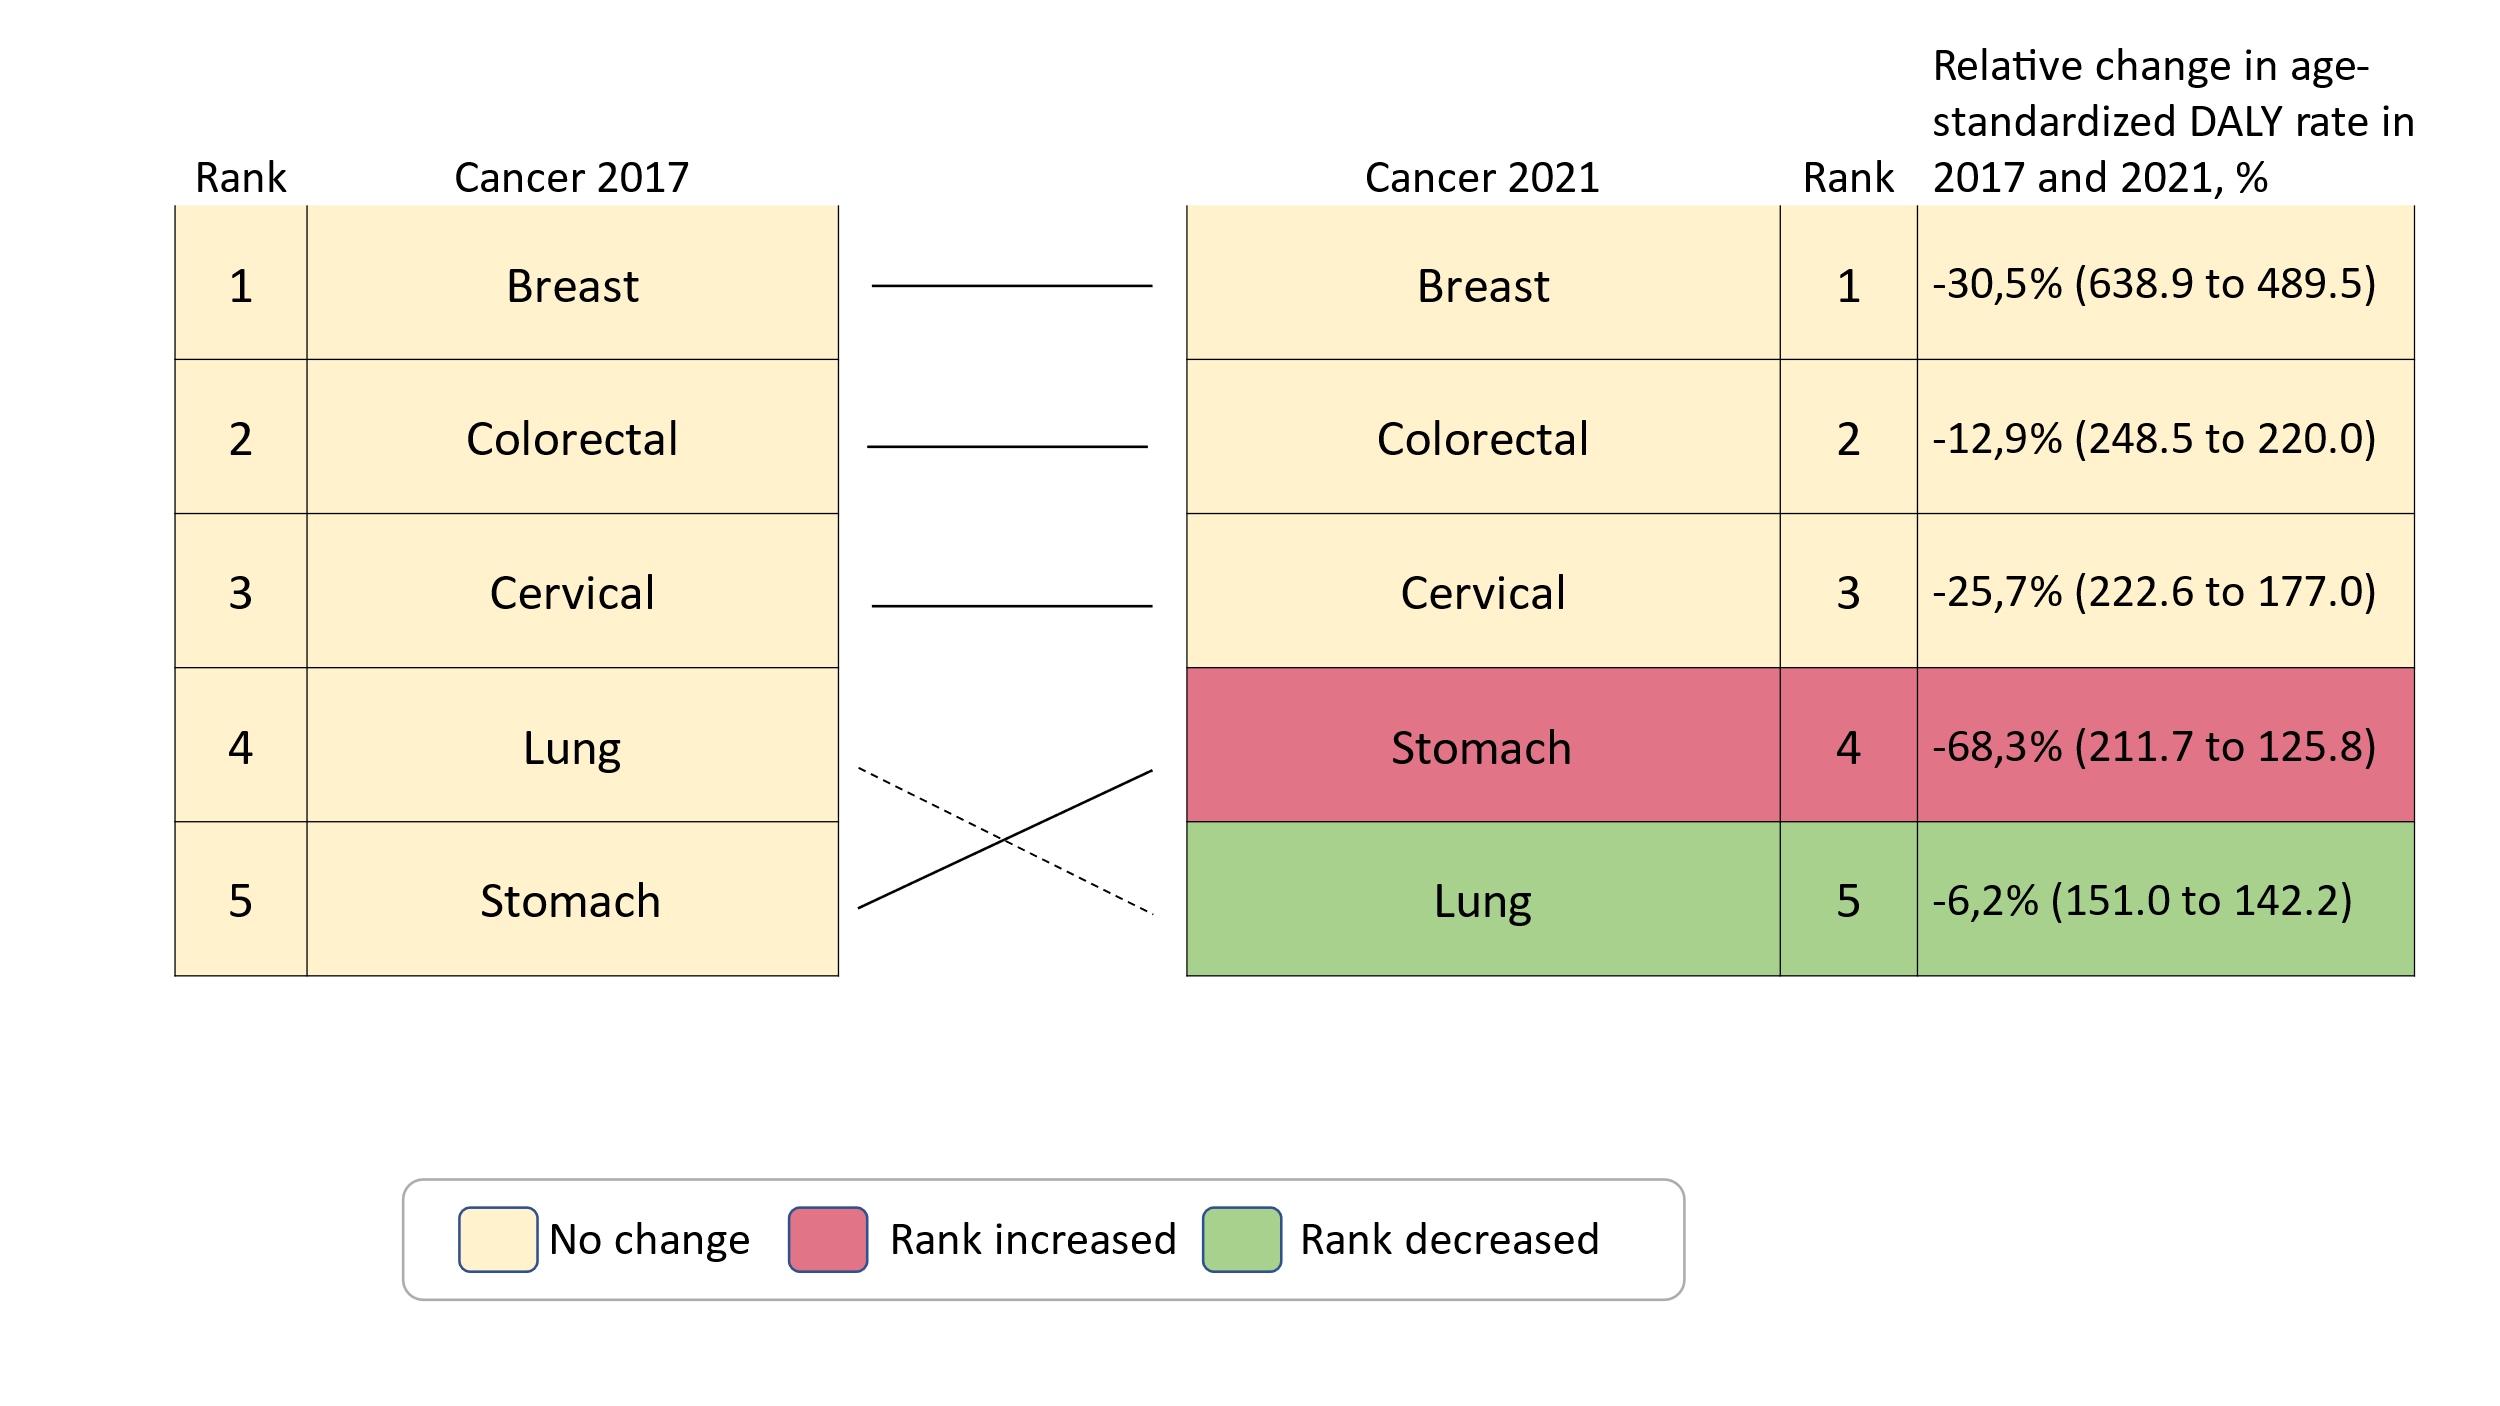 Relative change in age-
standardized DALY rate in
Rank Cancer 2017 Cancer 2021 Rank 2017 and 2021, %
1 Breast Breast 1 -30,5% (638.9 to 489.5)
2 Colorectal Colorectal 2 -12,9% (248.5 to 220.0)
3 Cervical Cervical 3 -25,7% (222.6 to 177.0)
4 Lung Stomach 4 -68,3% (211.7 to 125.8)
5 Stomach Lung 5 -6,2% (151.0 to 142.2)
No change Rank increased Rank decreased